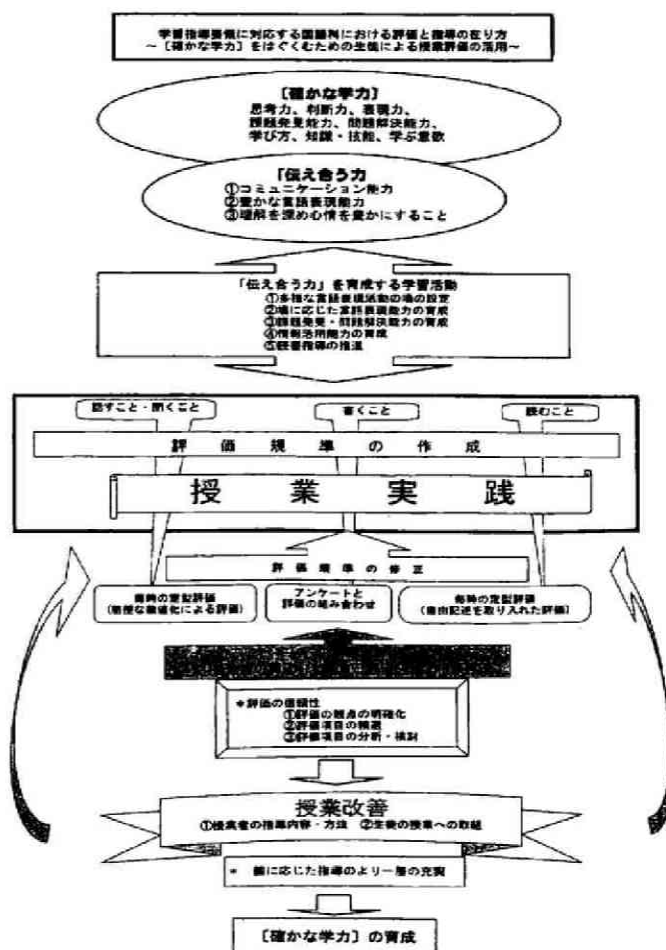 学習指導要領に対応する国語科における評価と指導の在り方
～［確かな学力］をはぐくむための生徒による授業評価の活用～
［確かな学力］
思考力、判断力、表現力、
課題発見能力、問題解決能力、
学び方、知識・技能、学ぶ意欲
「伝え合う力
①コミュニケーション能力
②豊かな言語表現能力
③理解を深め心情を豊かにすること
「伝え合う力」を育成する学習活動
①多様な言語表現活動の場の設定
②場に応じた言語表現能力の育成
③課題発見・問題解決能力の育成
④情報活用能力の育成
⑤読書指導の推進
話すこと・聞くこと
書くこと
読むこと
評価規準の作成
授業実践
評価規準の修正
毎時の定型評価
（簡便な数値化による評価）
アンケートと
評価の組み合わせ
毎時の定型評価
（自由記述を取り入れた評価）
＊評価の信頼性
①評価の観点の明確化
②評価項目の精選
③評価項目の分析・検討
授業改善
①授業者の指導内容・方法 ②生徒の授業への取組
＊ 個に応じた指導のより一層の充実
［確かな学力］の育成